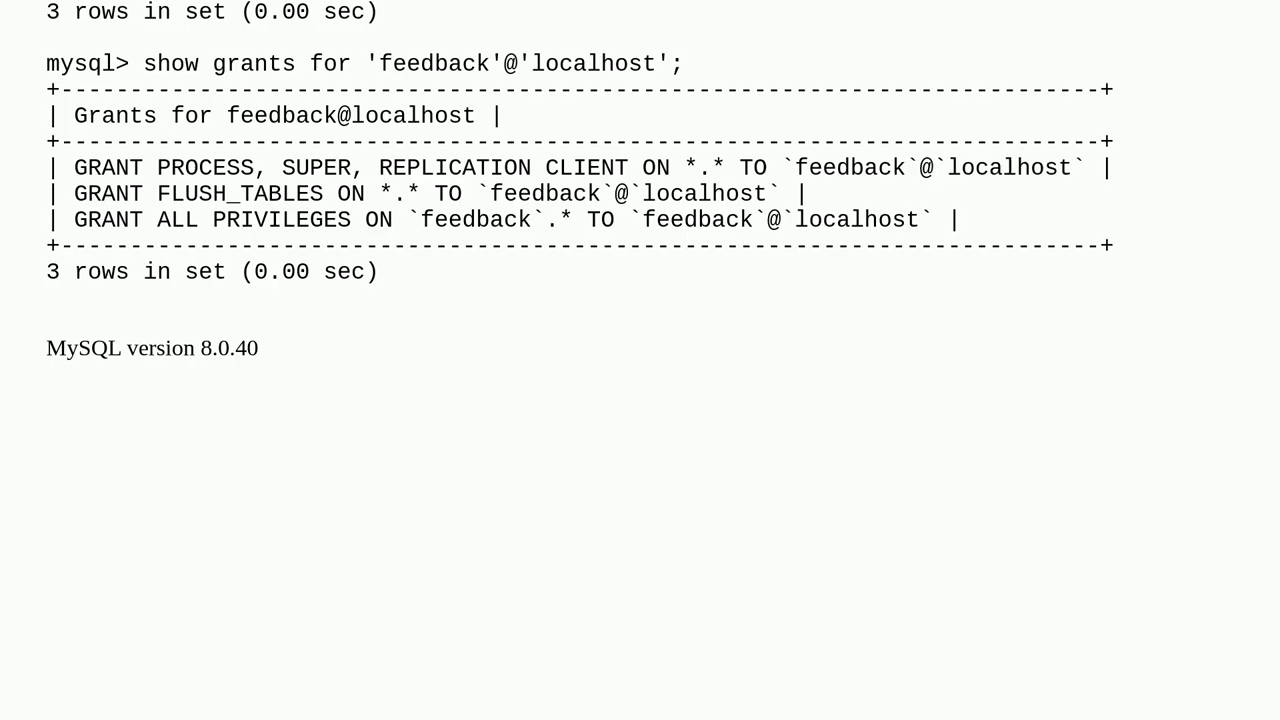 3 rows in set (0.00 sec)
mysql> show grants for 'feedback'@'localhost';
+---------------------------------------------------------------------------+
| Grants for feedback@localhost |
+---------------------------------------------------------------------------+
| GRANT PROCESS, SUPER, REPLICATION CLIENT ON *.* TO `feedback`@`localhost` |
| GRANT FLUSH_TABLES ON *.* TO `feedback`@`localhost` |
| GRANT ALL PRIVILEGES ON `feedback`.* TO `feedback`@`localhost` |
+---------------------------------------------------------------------------+
3 rows in set (0.00 sec)
MySQL version 8.0.40